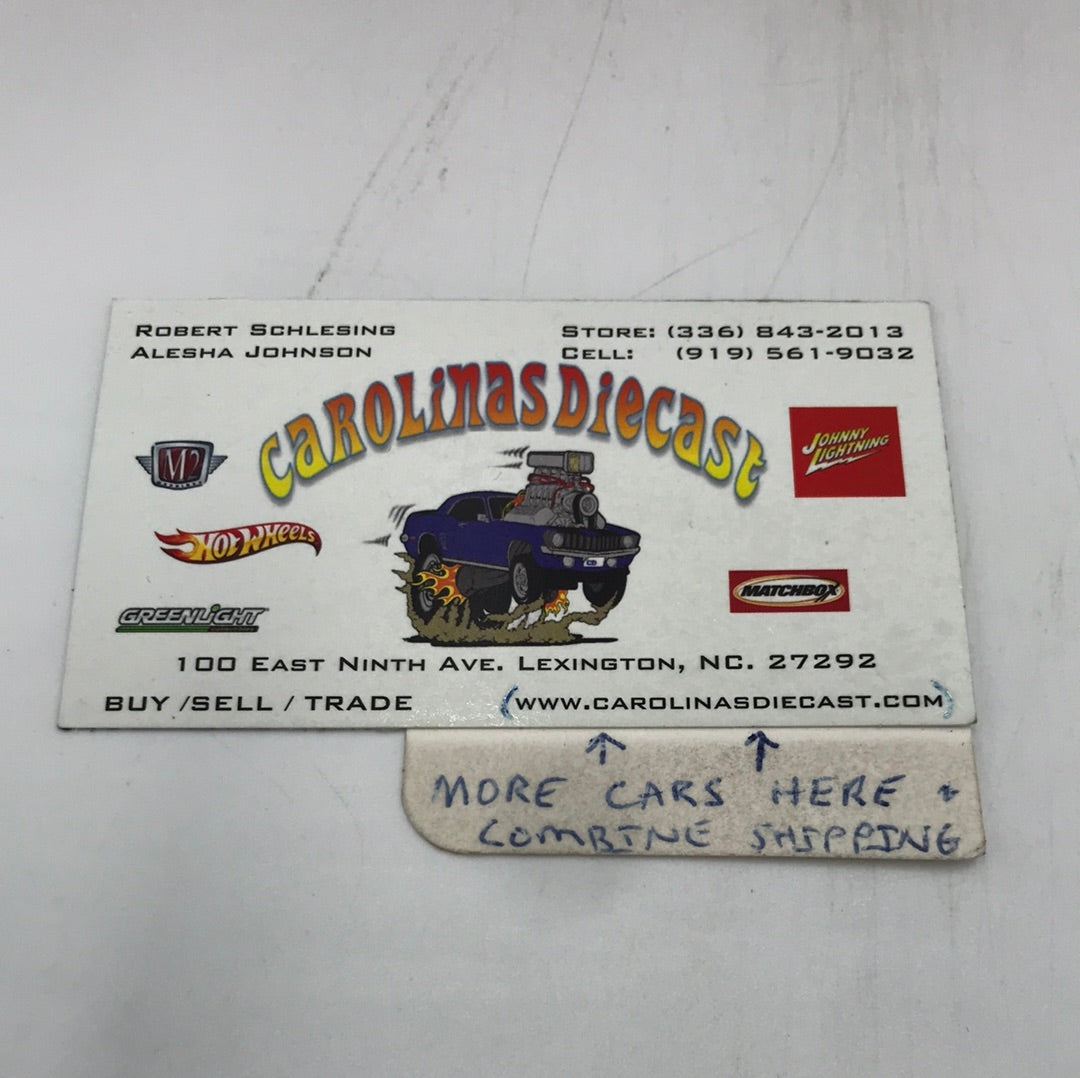 ROBERT SCHLESING
ALESHA JOHNSON
STORE: (336) 843-2013
CELL: (919) 561-9032
CAROLINAS DIECAST
M2
JOHNNY
LIGHTNING
HOT WHEELS
MATCHBOX
GREENLIGHT
100 EAST NINTH AVE. LEXINGTON, NC. 27292
BUY /SELL / TRADE
(WWW.CAROLINASDIECAST.COM)
MORE CARS HERE +
COMBINE SHIPPING